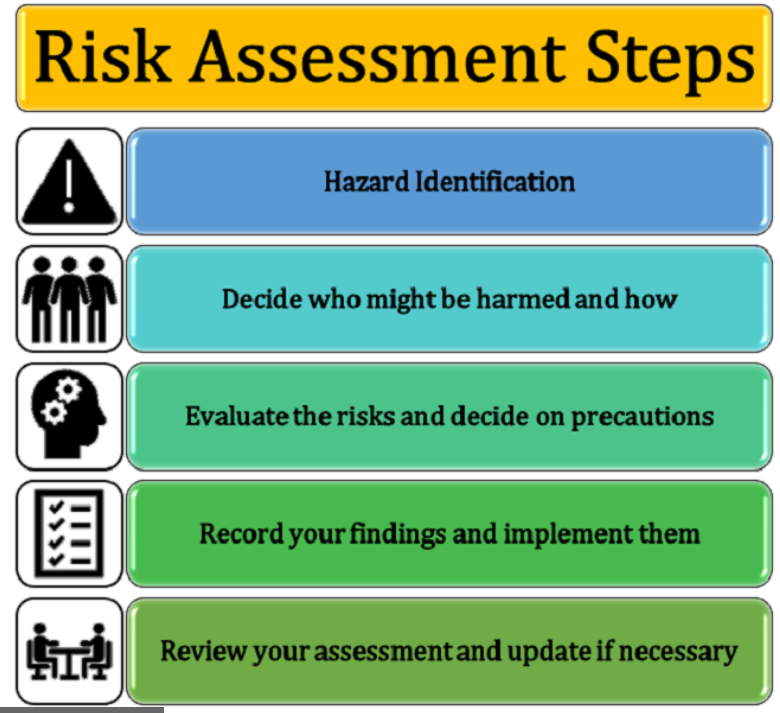 Risk Assessment Steps
Hazard Identification
Decide who might be harmed and how
Evaluate the risks and decide on precautions
Record your findings and implement them
Review your assessment and update if necessary